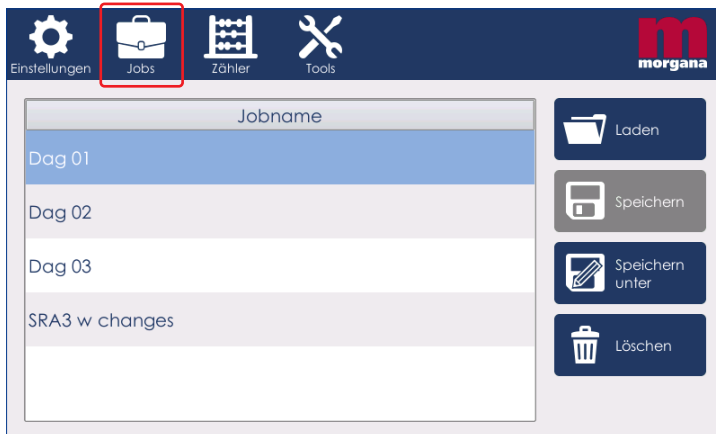 Einstellungen Jobs Zähler Tools
morgana
Jobname
Dag 01
Dag 02
Dag 03
SRA3 w changes
Laden
Speichern
Speichern
unter
Löschen